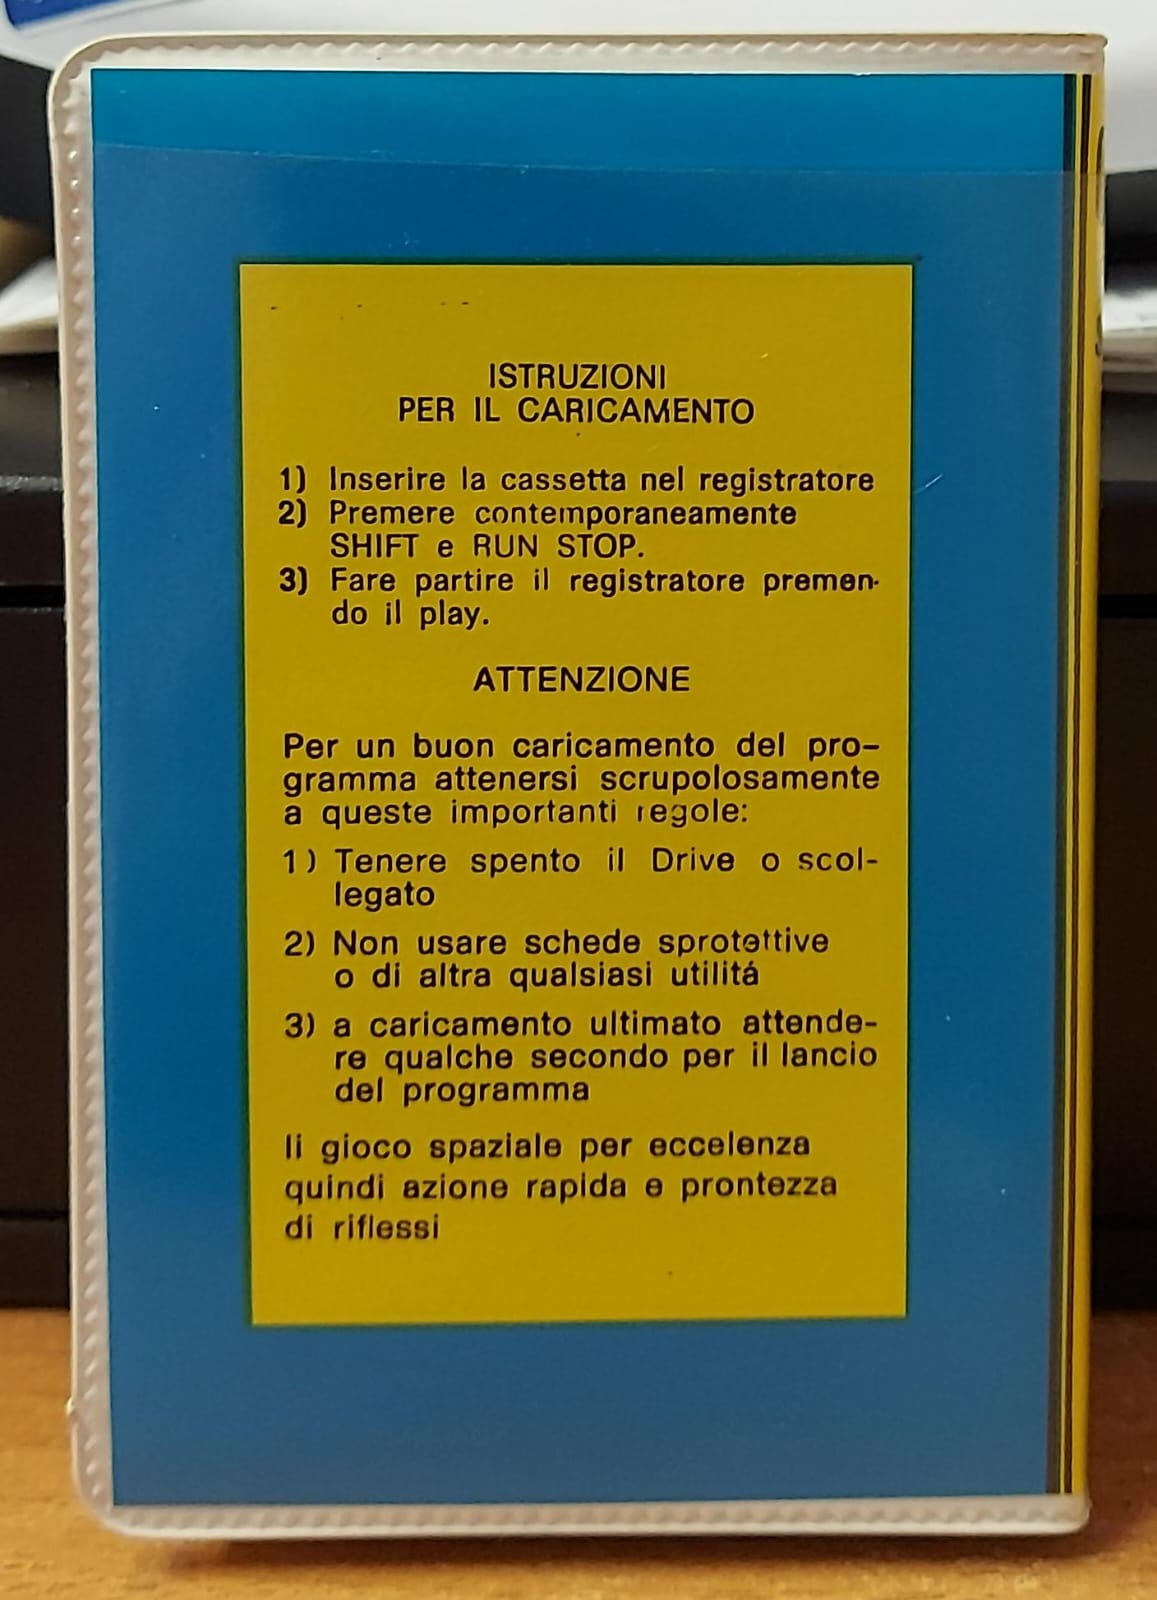 ISTRUZIONI
PER IL CARICAMENTO
1) Inserire la cassetta nel registratore
2) Premere contemporaneamente
SHIFT e RUN STOP.
3) Fare partire il registratore premen-
do il play.
ATTENZIONE
Per un buon caricamento del pro-
gramma attenersi scrupolosamente
a queste importanti regole:
1) Tenere spento il Drive o scol-
legato
2) Non usare schede sprotettive
o di altra qualsiasi utilitá
3) a caricamento ultimato attende-
re qualche secondo per il lancio
del programma
Ii gioco spaziale per eccelenza
quindi azione rapida e prontezza
di riflessi